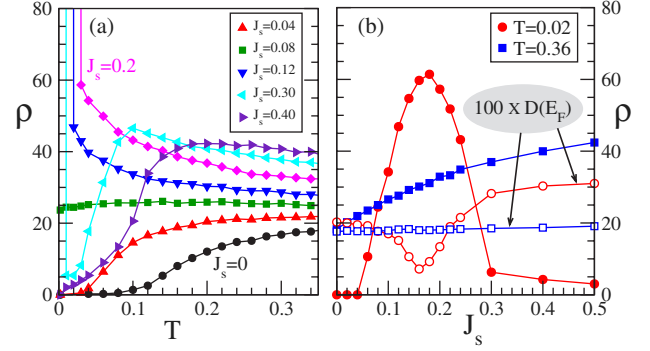 80
60
40
20
0
ρ
0
0.1
0.2
0.3
T
(a)
J_s=0.2
J_s=0
J_s=0.04
J_s=0.08
J_s=0.12
J_s=0.30
J_s=0.40
(b)
T=0.02
T=0.36
100 x D(E_F)
0
0.1
0.2
0.3
0.4
0.5
J_s
80
60
40
20
0
ρ